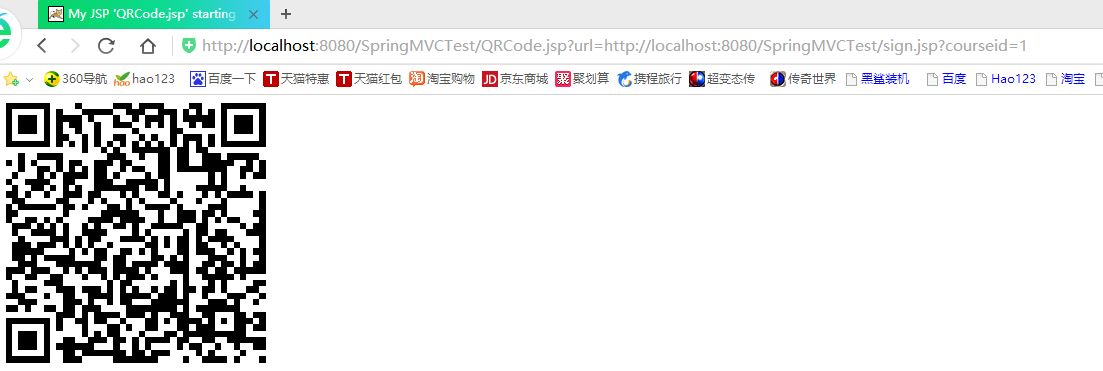 My JSP 'QRCode.jsp' starting
http://localhost:8080/SpringMVCTest/QRCode.jsp?url=http://localhost:8080/SpringMVCTest/sign.jsp?courseid=1
360导航 hao123 百度一下 天猫特惠 天猫红包 淘宝购物 京东商城 聚划算 携程旅行 超变态传 传奇世界 黑鲨装机 百度 Hao123 淘宝